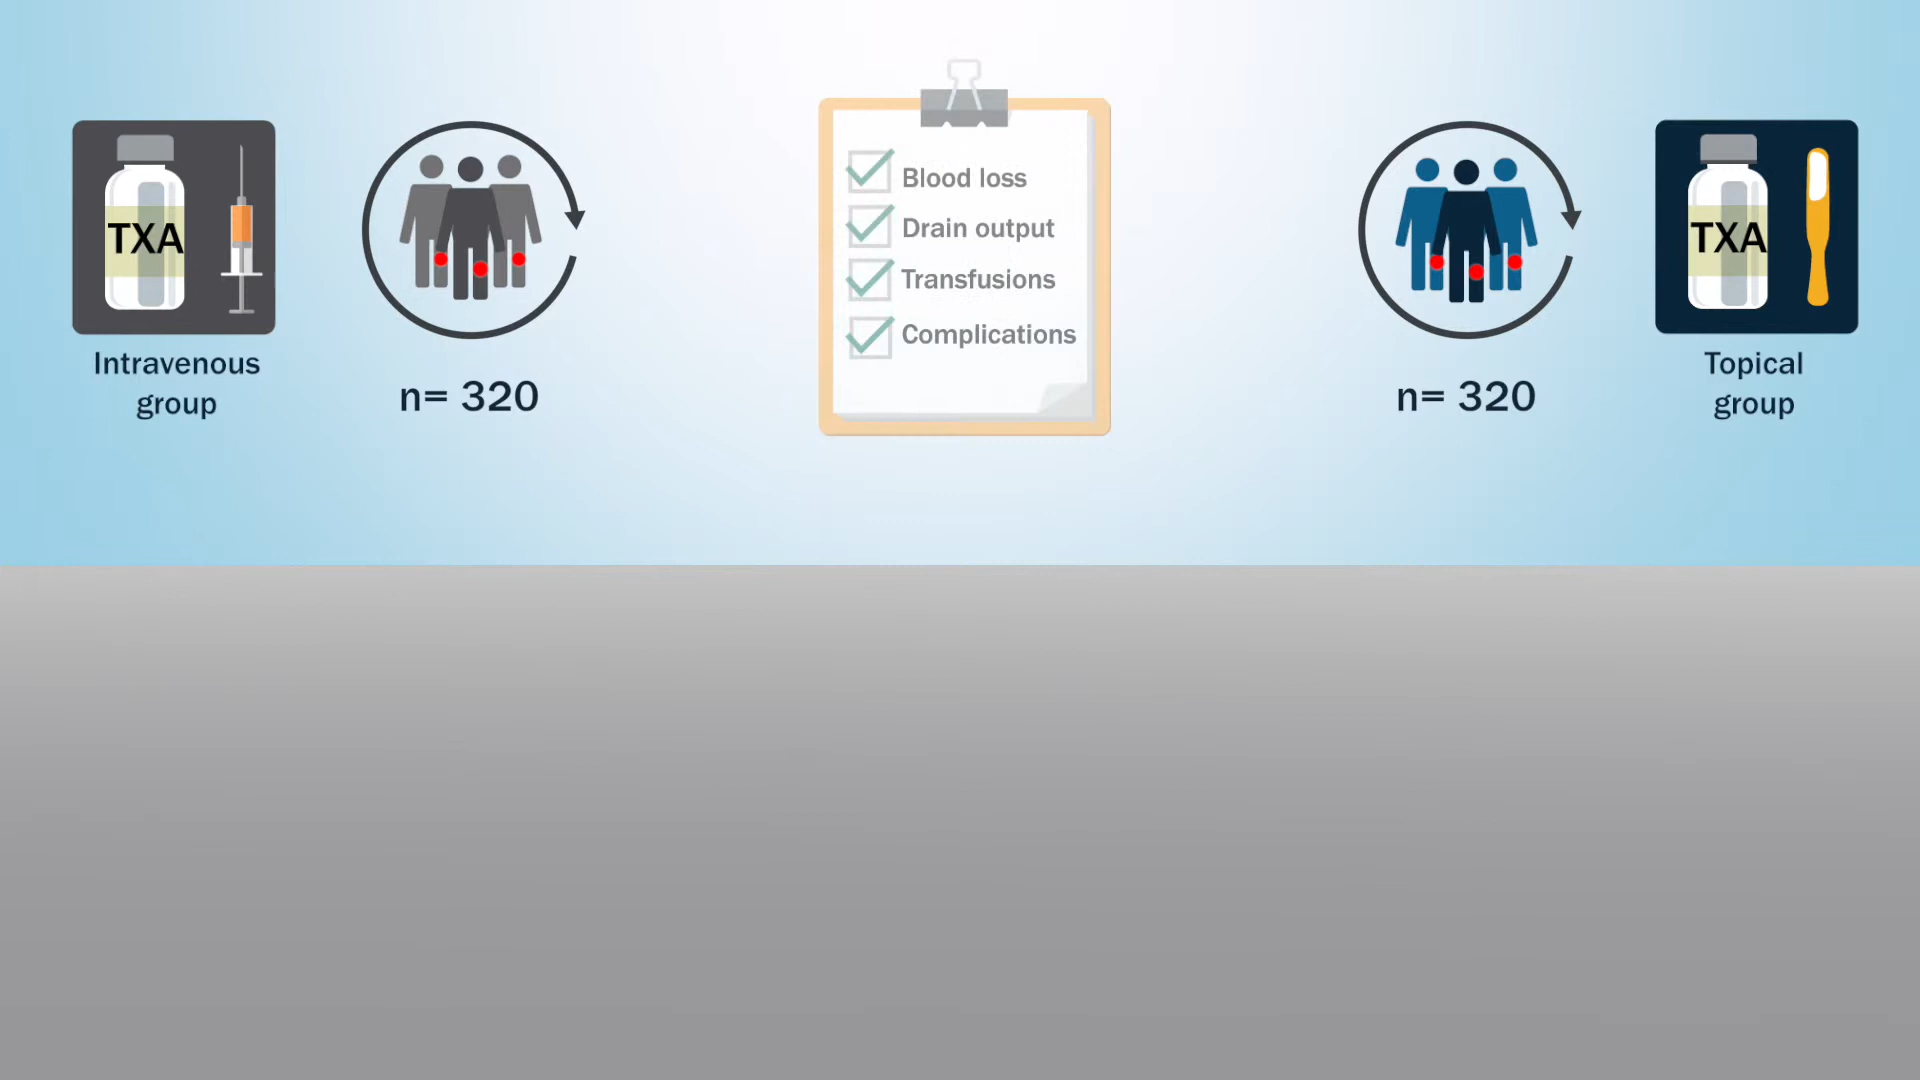 TXA
Intravenous
group
n= 320
Blood loss
Drain output
Transfusions
Complications
n= 320
TXA
Topical
group